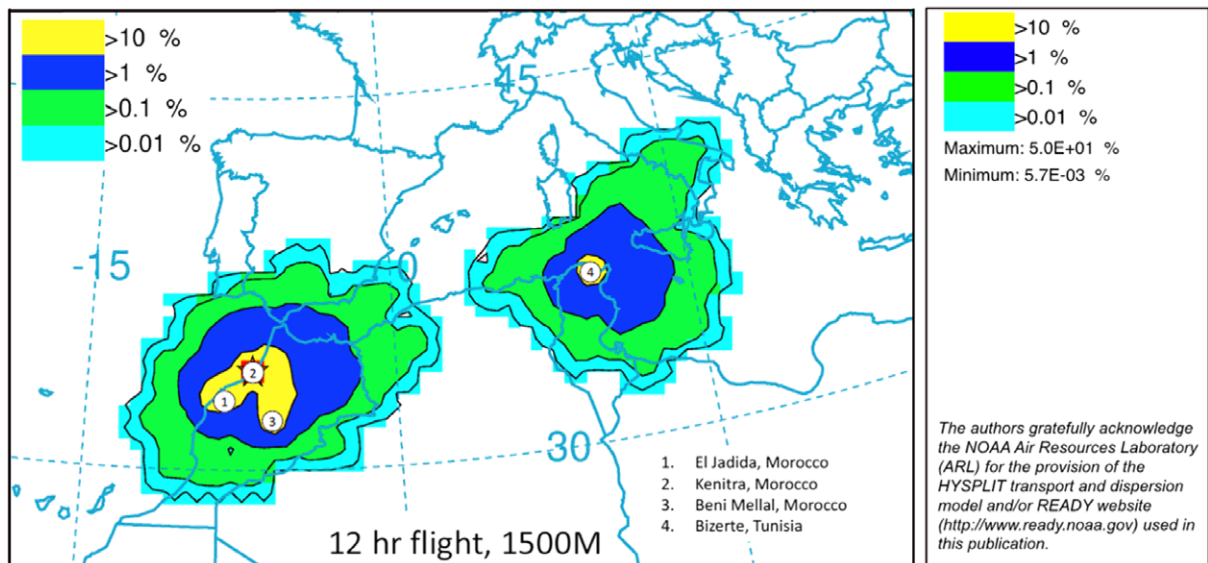 >10 %
>1 %
>0.1 %
>0.01 %
45
-15
0
30
4
2
1
3
1. El Jadida, Morocco
2. Kenitra, Morocco
3. Beni Mellal, Morocco
4. Bizerte, Tunisia
12 hr flight, 1500M
>10 %
>1 %
>0.1 %
>0.01 %
Maximum: 5.0E+01 %
Minimum: 5.7E-03 %
The authors gratefully acknowledge
the NOAA Air Resources Laboratory
(ARL) for the provision of the
HYSPLIT transport and dispersion
model and/or READY website
(http://www.ready.noaa.gov) used in
this publication.